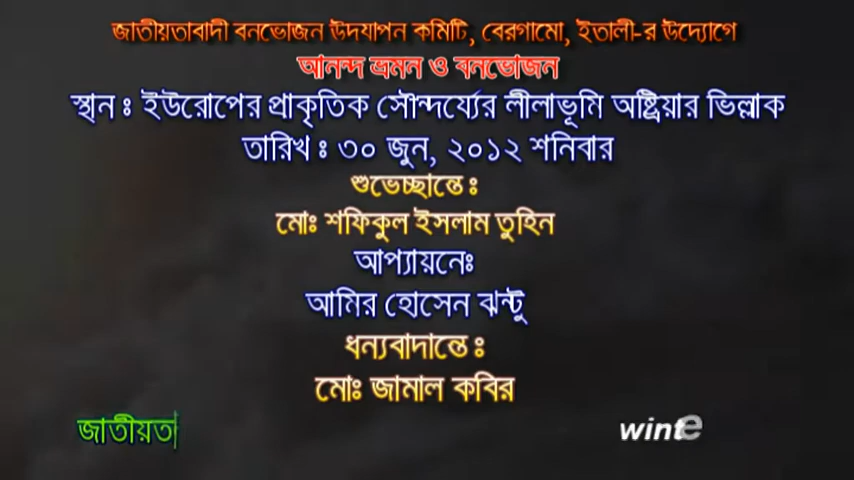 জাতীয়তাবাদী বনভোজন উদযাপন কমিটি, বেরগামো, ইতালী-র উদ্যোগে
আনন্দ ভ্রমন ও বনভোজন
স্থান ঃ ইউরোপের প্রাকৃতিক সৌন্দর্য্যের লীলাভূমি অষ্ট্রিয়ার ভিল্লাক
তারিখ ঃ ৩০ জুন, ২০১২ শনিবার
শুভেচ্ছান্তে ঃ
মোঃ শফিকুল ইসলাম তুহিন
আপ্যায়নেঃ
আমির হোসেন ঝন্টু
ধন্যবাদান্তে ঃ
মোঃ জামাল কবির
জাতীয়তা
winte